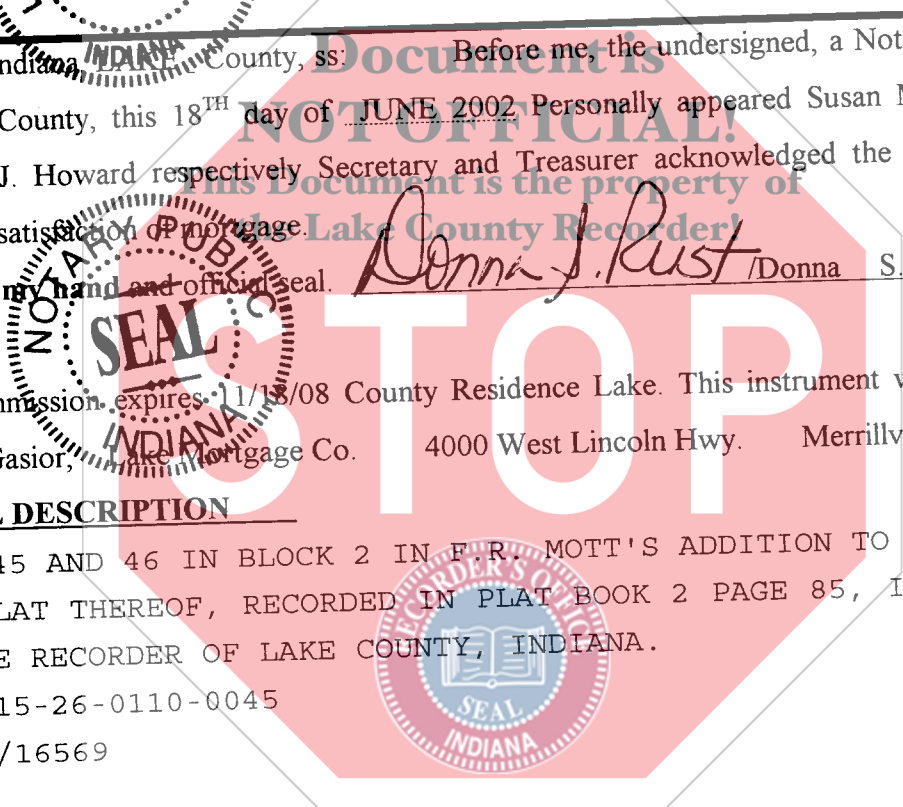 INDIANA
Indiana, LAKE County, ss: Before me, the undersigned, a Not
County, this 18TH day of JUNE 2002 Personally appeared Susan M
J. Howard respectively Secretary and Treasurer acknowledged the
satisfaction of mortgage.
my hand and official seal. Donna S. Rust /Donna S.
Document is
NOT OFFICIAL!
This Document is the property of
the Lake County Recorder!
STOP
NOTARY PUBLIC
SEAL
INDIANA
mmission expires 11/18/08 County Residence Lake. This instrument
Gasior, Lake Mortgage Co. 4000 West Lincoln Hwy. Merrillv
L DESCRIPTION
45 AND 46 IN BLOCK 2 IN F.R. MOTT'S ADDITION TO
LAT THEREOF, RECORDED IN PLAT BOOK 2 PAGE 85, I
E RECORDER OF LAKE COUNTY, INDIANA.
15-26-0110-0045
/16569
RECORDER'S OFFICE
SEAL
INDIANA